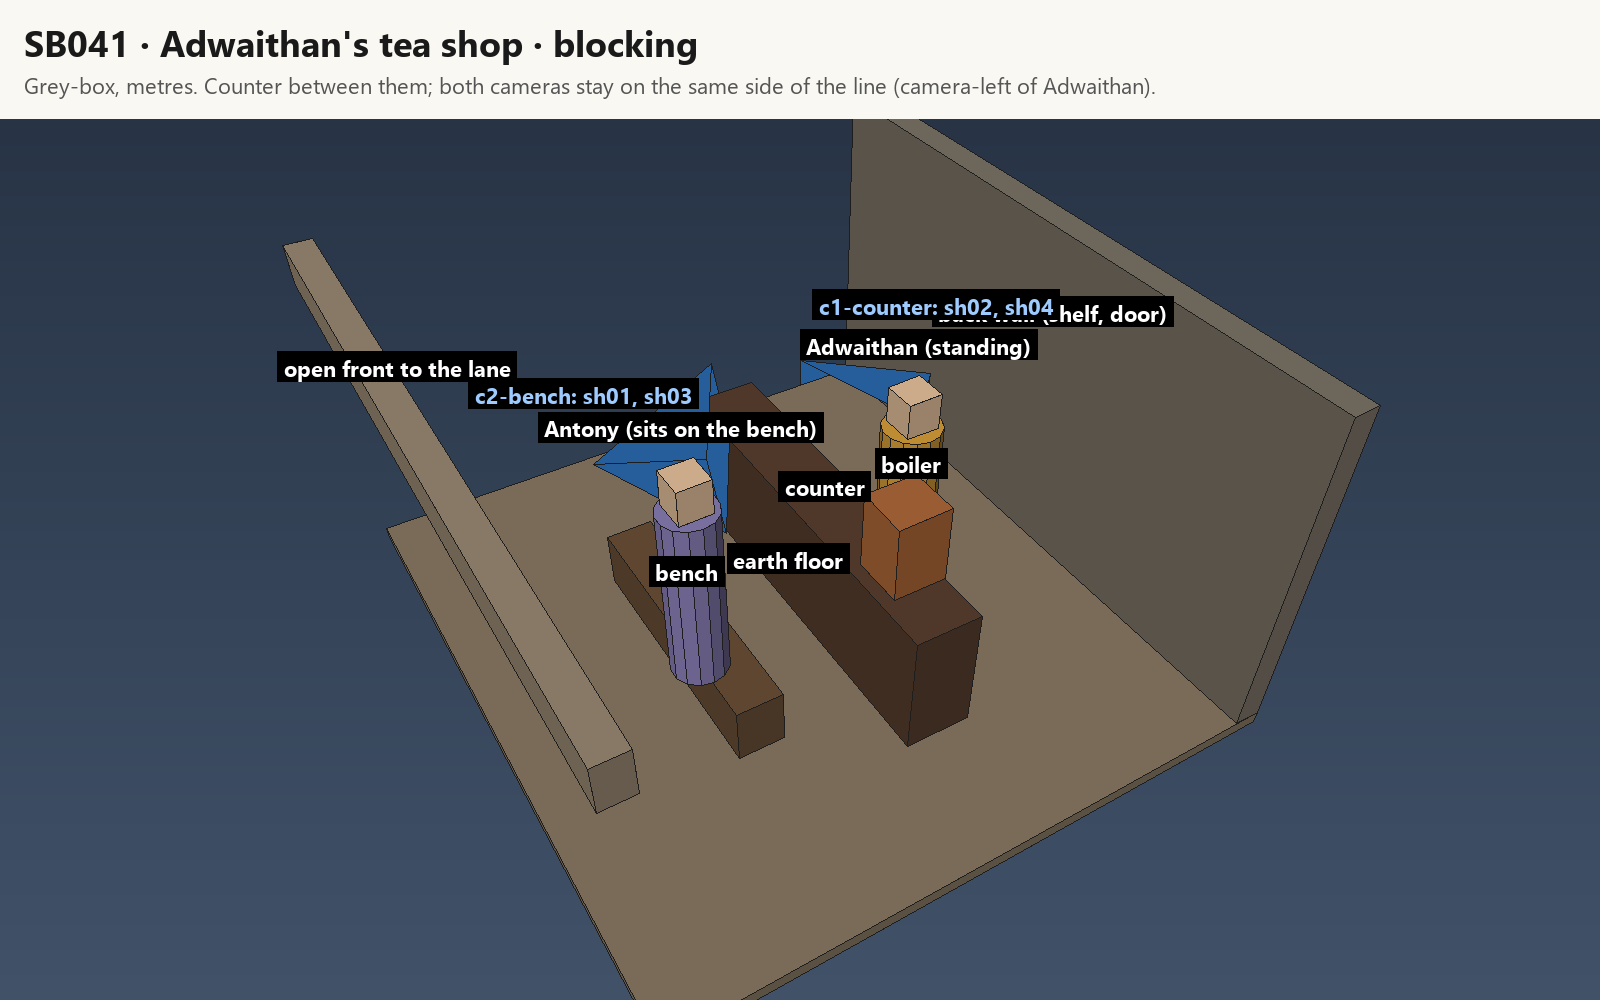 SB041 · Adwaithan's tea shop · blocking
Grey-box, metres. Counter between them; both cameras stay on the same side of the line (camera-left of Adwaithan).
c1-counter: sh02, sh04
door)
Adwaithan (standing)
open front to the lane
c2-bench: sh01, sh03
Antony (sits on the bench)
boiler
counter
earth floor
bench